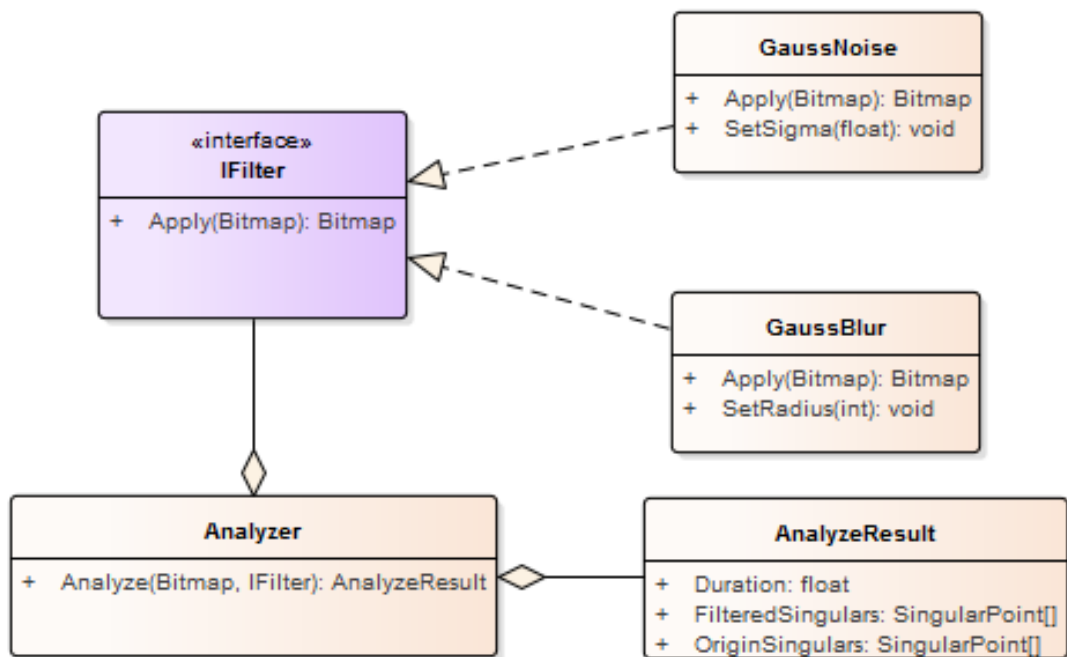 GaussNoise
+ Apply(Bitmap): Bitmap
+ SetSigma(float): void
«interface»
IFilter
+ Apply(Bitmap): Bitmap
GaussBlur
+ Apply(Bitmap): Bitmap
+ SetRadius(int): void
Analyzer
+ Analyze(Bitmap, IFilter): AnalyzeResult
AnalyzeResult
+ Duration: float
+ FilteredSingulars: SingularPoint[]
+ OriginSingulars: SingularPoint[]